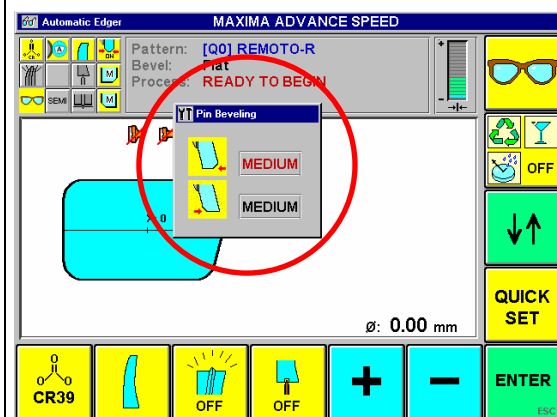 Automatic Edger MAXIMA ADVANCE SPEED
Pattern: [Q0] REMOTO-R
Bevel: Flat
Process: READY TO BEGIN
ON
M
SEMI M
Pin Beveling
MEDIUM
MEDIUM
OFF
QUICK
SET
ø: 0.00 mm
CR39
OFF
OFF
+
−
ENTER
ESC